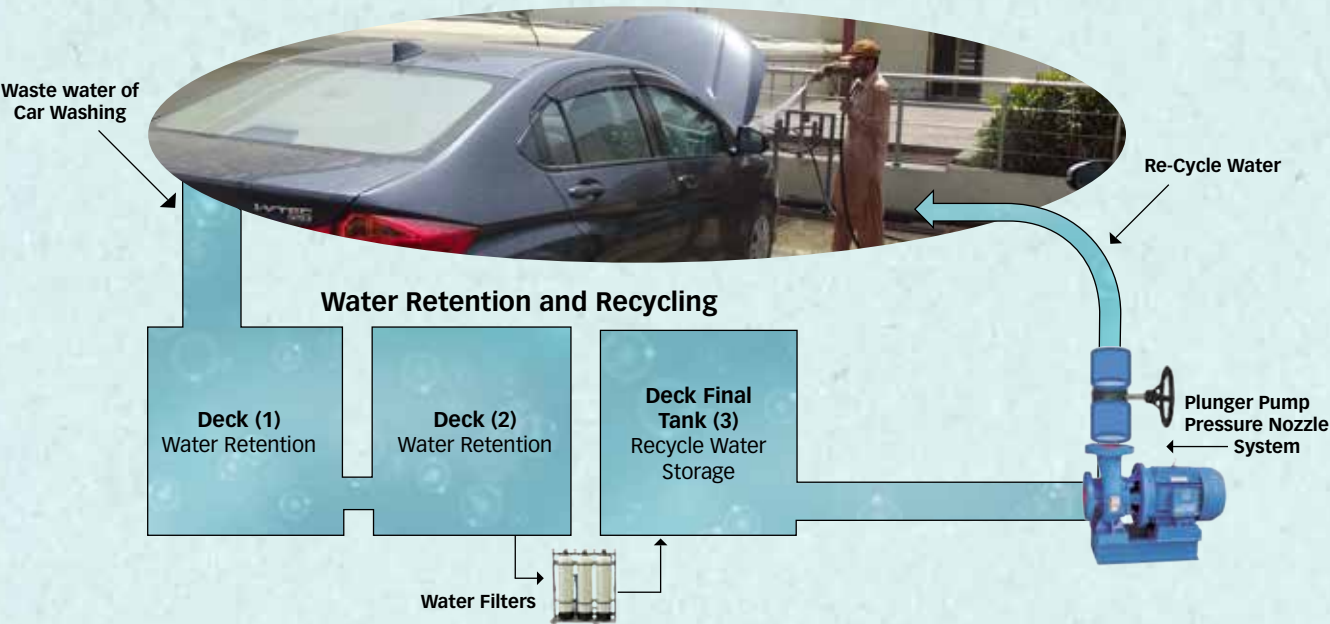 Waste water of
Car Washing
Re-Cycle Water
Water Retention and Recycling
Deck (1)
Water Retention
Deck (2)
Water Retention
Deck Final
Tank (3)
Recycle Water
Storage
Plunger Pump
Pressure Nozzle
System
Water Filters